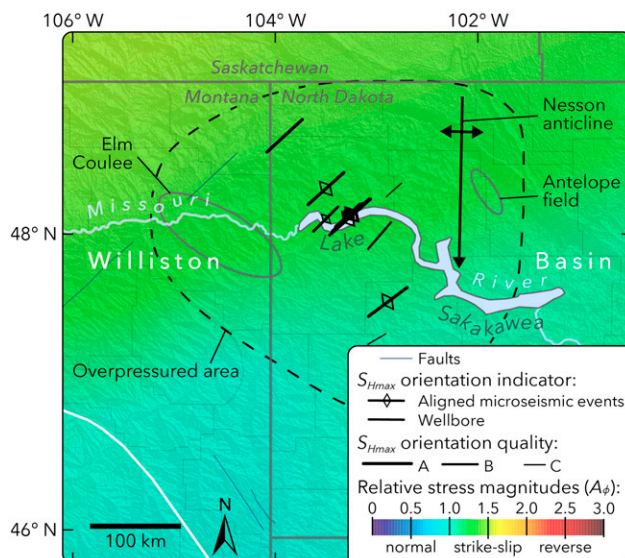 106° W
104° W
102° W
Saskatchewan
Montana
North Dakota
Nesson
anticline
Elm
Coulee
Antelope
field
Missouri
48° N
Lake
Williston
Basin
River
Sakakawea
Overpressured area
Faults
SHmax orientation indicator:
Aligned microseismic events
Wellbore
SHmax orientation quality:
A B C
Relative stress magnitudes (Aϕ)
0 0.5 1.0 1.5 2.0 2.5 3.0
normal strike-slip reverse
N
46° N
100 km